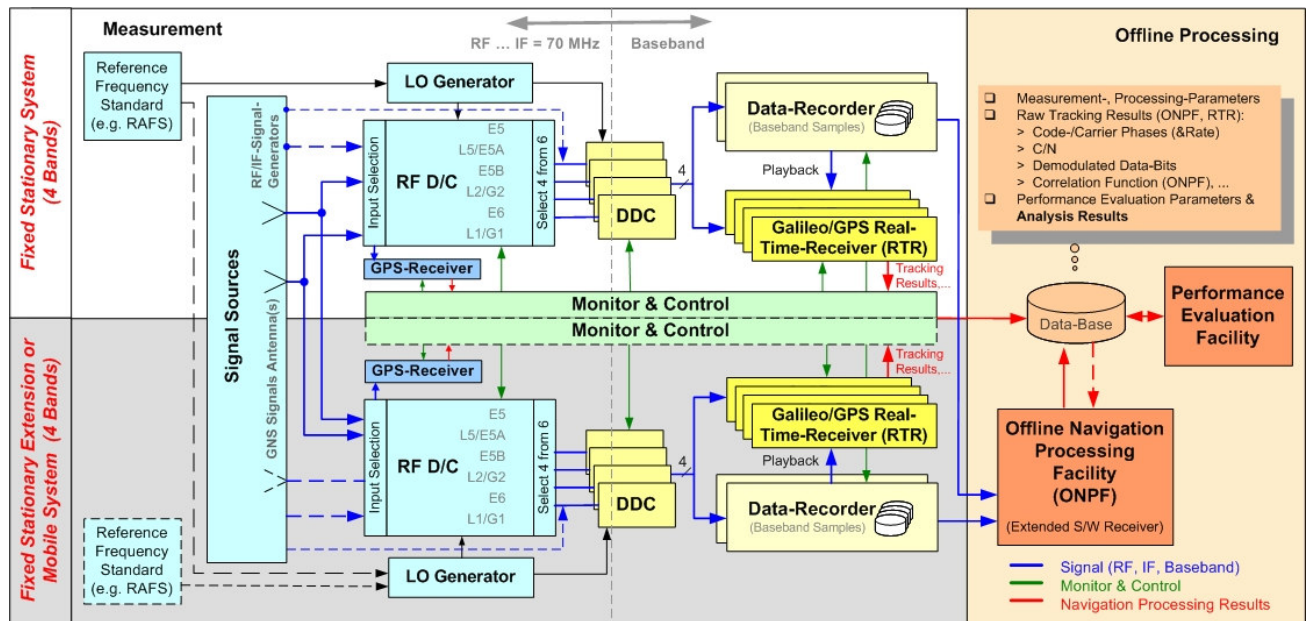 Measurement
RF ... IF = 70 MHz
Baseband
Offline Processing
Fixed Stationary System
(4 Bands)
Reference
Frequency
Standard
(e.g. RAFS)
LO Generator
Signal Sources
RF/IF-Signal-
Generators
GNS Signals Antenna(s)
Input Selection
RF D/C
E5
L5/E5A
E5B
L2/G2
E6
L1/G1
Select 4 from 6
DDC
4
Data-Recorder
(Baseband Samples)
Playback
Galileo/GPS Real-
Time-Receiver (RTR)
GPS-Receiver
Tracking
Results,...
Monitor & Control
❑ Measurement-, Processing-Parameters
❑ Raw Tracking Results (ONPF, RTR):
> Code-/Carrier Phases (&Rate)
> C/N
> Demodulated Data-Bits
> Correlation Function (ONPF), ...
❑ Performance Evaluation Parameters &
Analysis Results
Data-Base
Performance
Evaluation
Facility
Fixed Stationary Extension or
Mobile System (4 Bands)
Monitor & Control
GPS-Receiver
Tracking
Results,...
Input Selection
RF D/C
E5
L5/E5A
E5B
L2/G2
E6
L1/G1
Select 4 from 6
DDC
4
Galileo/GPS Real-
Time-Receiver (RTR)
Playback
Data-Recorder
(Baseband Samples)
Reference
Frequency
Standard
(e.g. RAFS)
LO Generator
Offline Navigation
Processing
Facility
(ONPF)
(Extended S/W Receiver)
Signal (RF, IF, Baseband)
Monitor & Control
Navigation Processing Results